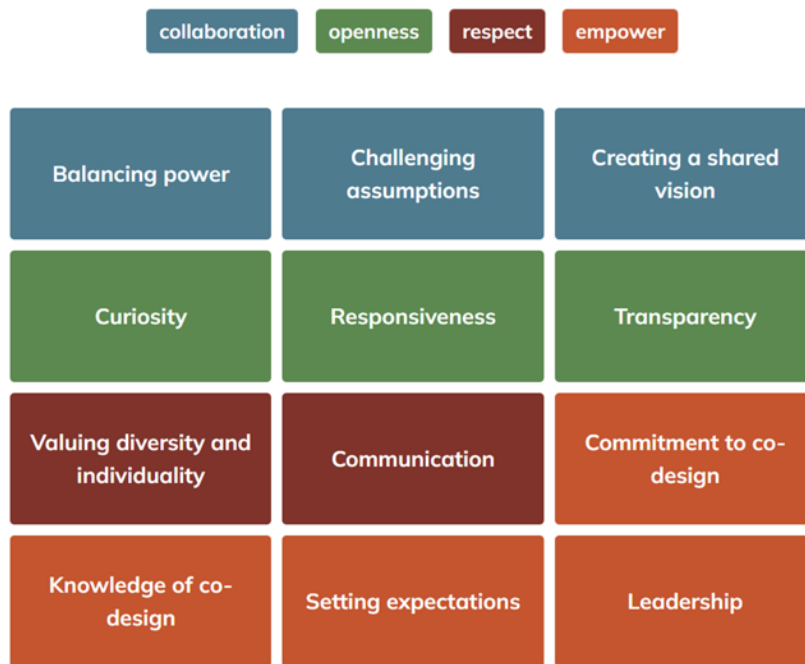 collaboration openness respect empower
Balancing power
Challenging
assumptions
Creating a shared
vision
Curiosity
Responsiveness
Transparency
Valuing diversity and
individuality
Communication
Commitment to co-
design
Knowledge of co-
design
Setting expectations
Leadership